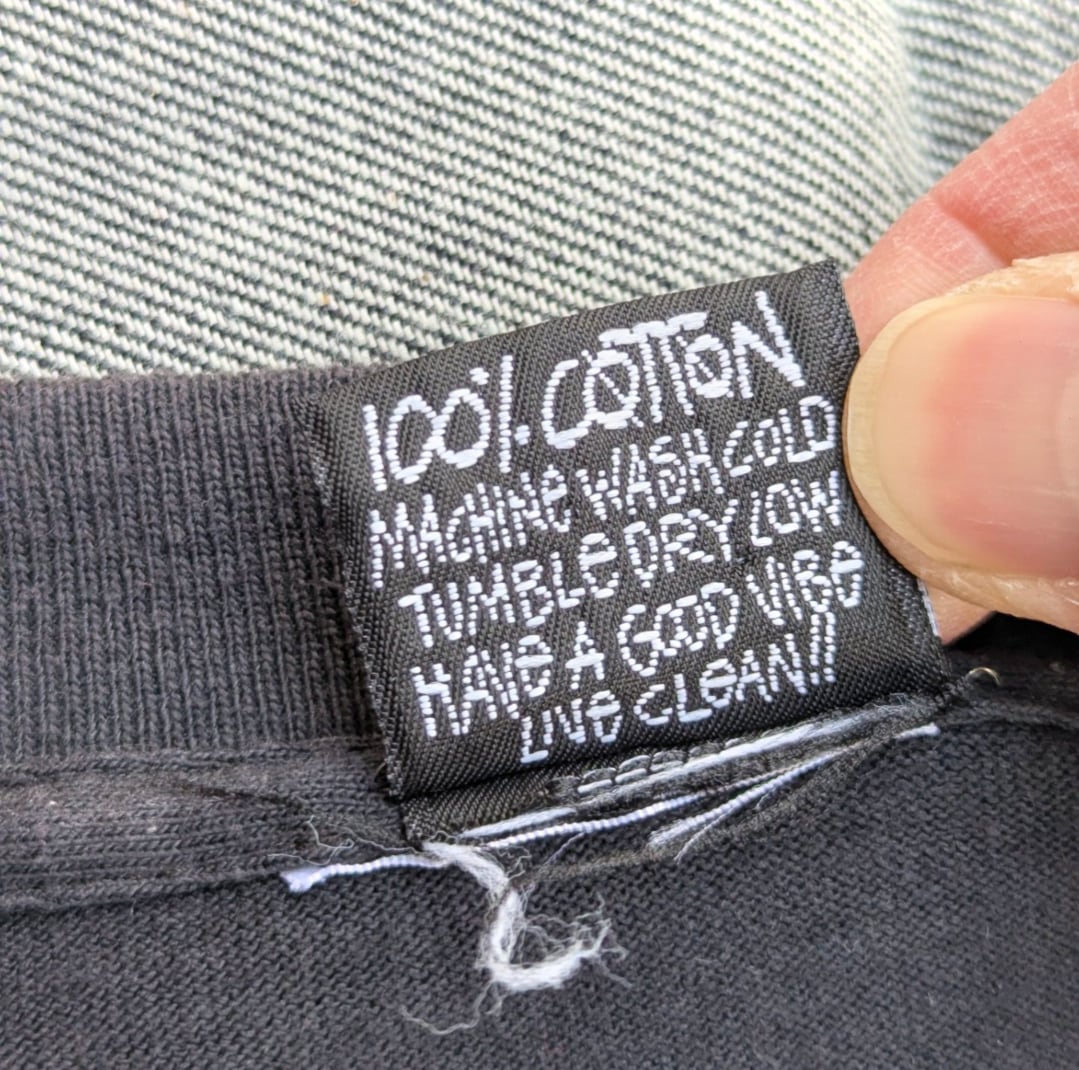 100% COTTON
MACHINE WASH COLD
TUMBLE DRY LOW
HAVE A GOOD VIBE
LIVE CLEAN!!